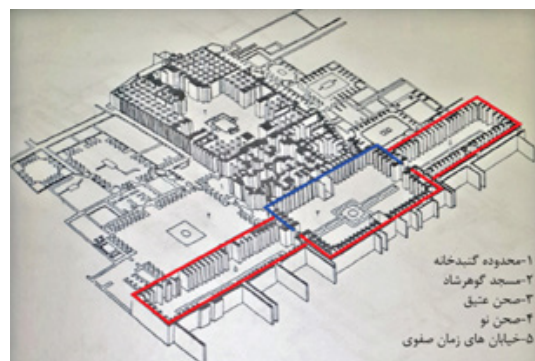 ۱-محدوده گنبدخانه
۲-مسجد گوهرشاد
۳-صحن عتیق
۴-صحن نو
۵-خیابان های زمان صفوی